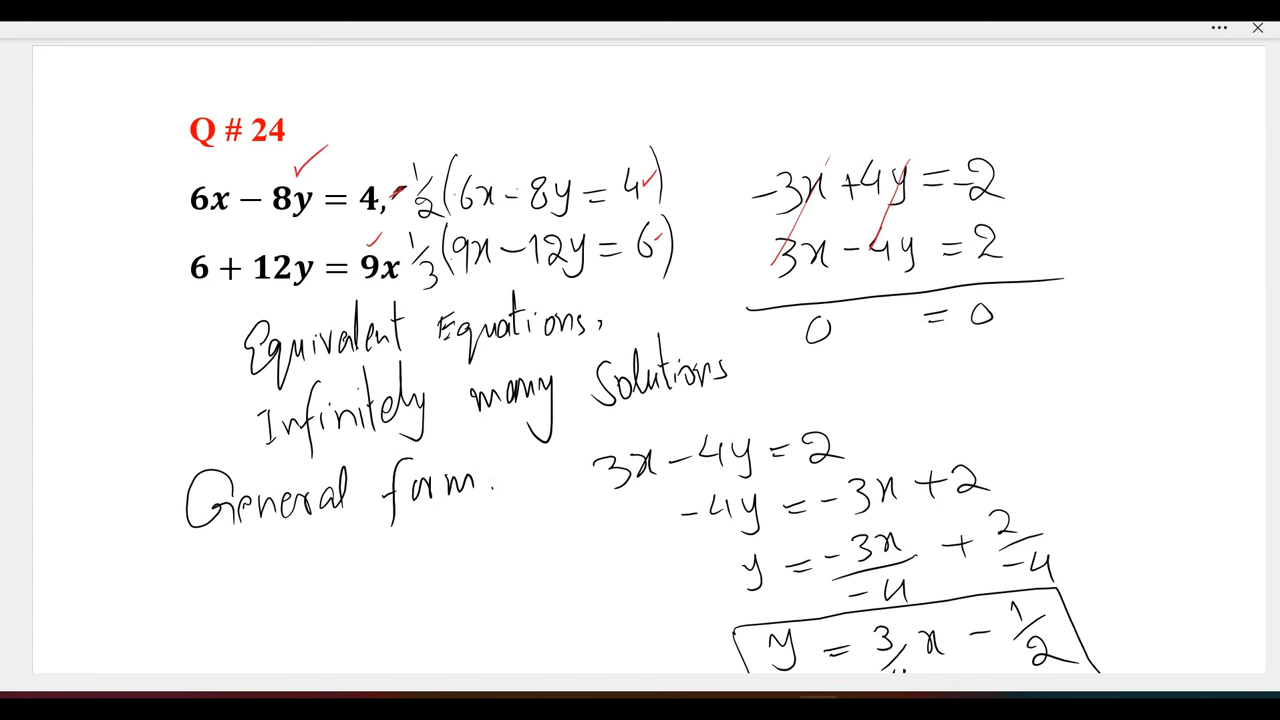 Q # 24
6x − 8y = 4, -1/2 (6x - 8y = 4)
6 + 12y = 9x 1/3 (9x - 12y = 6)
-3x + 4y = -2
3x - 4y = 2
0 = 0
Equivalent Equations,
Infinitely many Solutions
General form.
3x - 4y = 2
-4y = -3x + 2
y = -3x/-4 + 2/-4
y = 3/4 x - 1/2